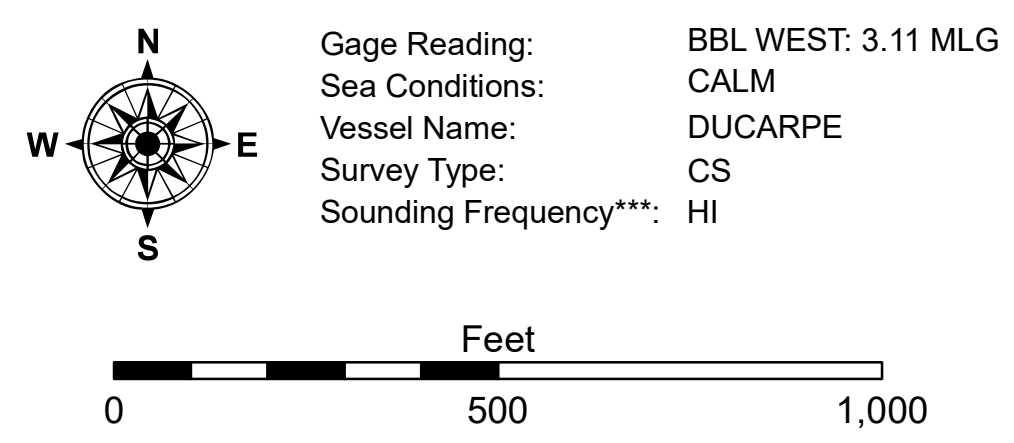 N
W E
S
Gage Reading: BBL WEST: 3.11 MLG
Sea Conditions: CALM
Vessel Name: DUCARPE
Survey Type: CS
Sounding Frequency***: HI
Feet
0 500 1,000